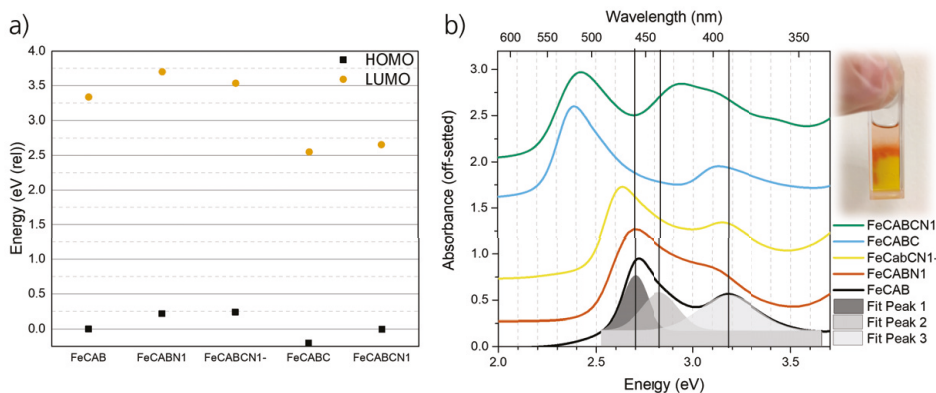 a)
Energy (eV (rel))
4.0
3.5
3.0
2.5
2.0
1.5
1.0
0.5
0.0
HOMO
LUMO
FeCAB FeCABN1 FeCABCN1- FeCABC FeCABCN1
b)
Wavelength (nm)
600 550 500 450 400 350
Absorbance (off-setted)
3.0
2.5
2.0
1.5
1.0
0.5
0.0
2.0 2.5 3.0 3.5
Energy (eV)
FeCABCN1
FeCABC
FeCabCN1-
FeCABN1
FeCAB
Fit Peak 1
Fit Peak 2
Fit Peak 3